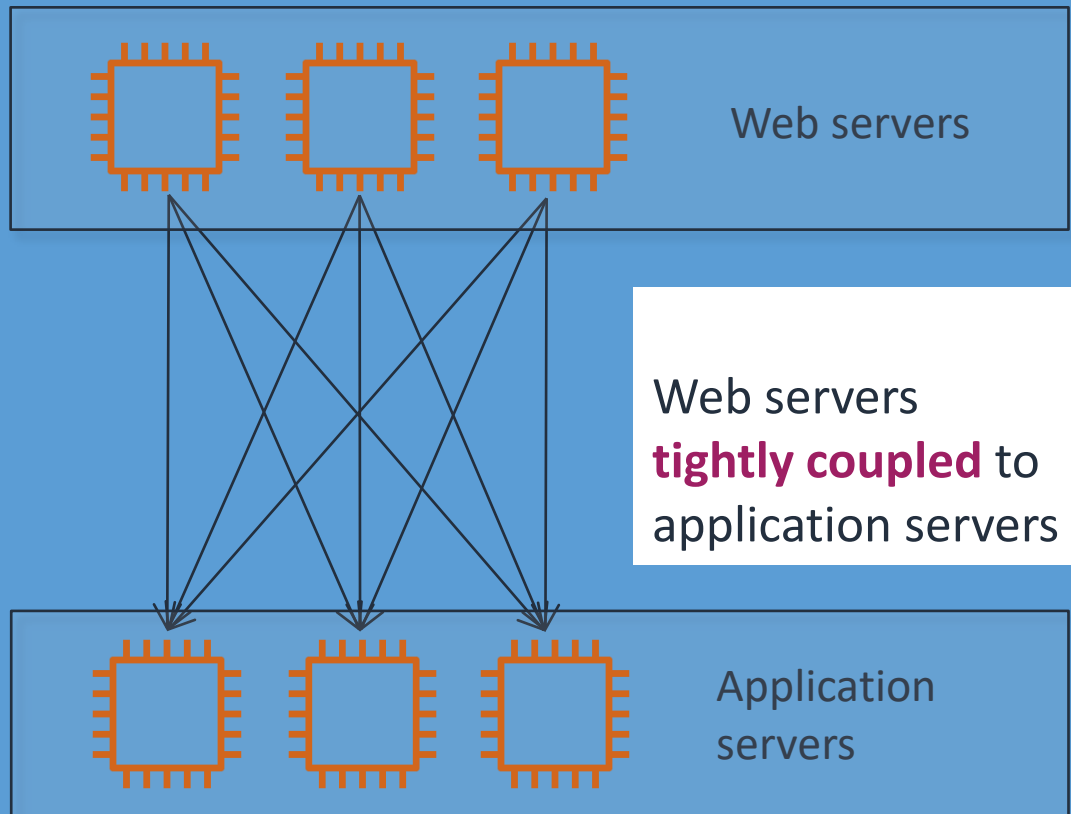 Web servers
Web servers
tightly coupled to
application servers
Application
servers